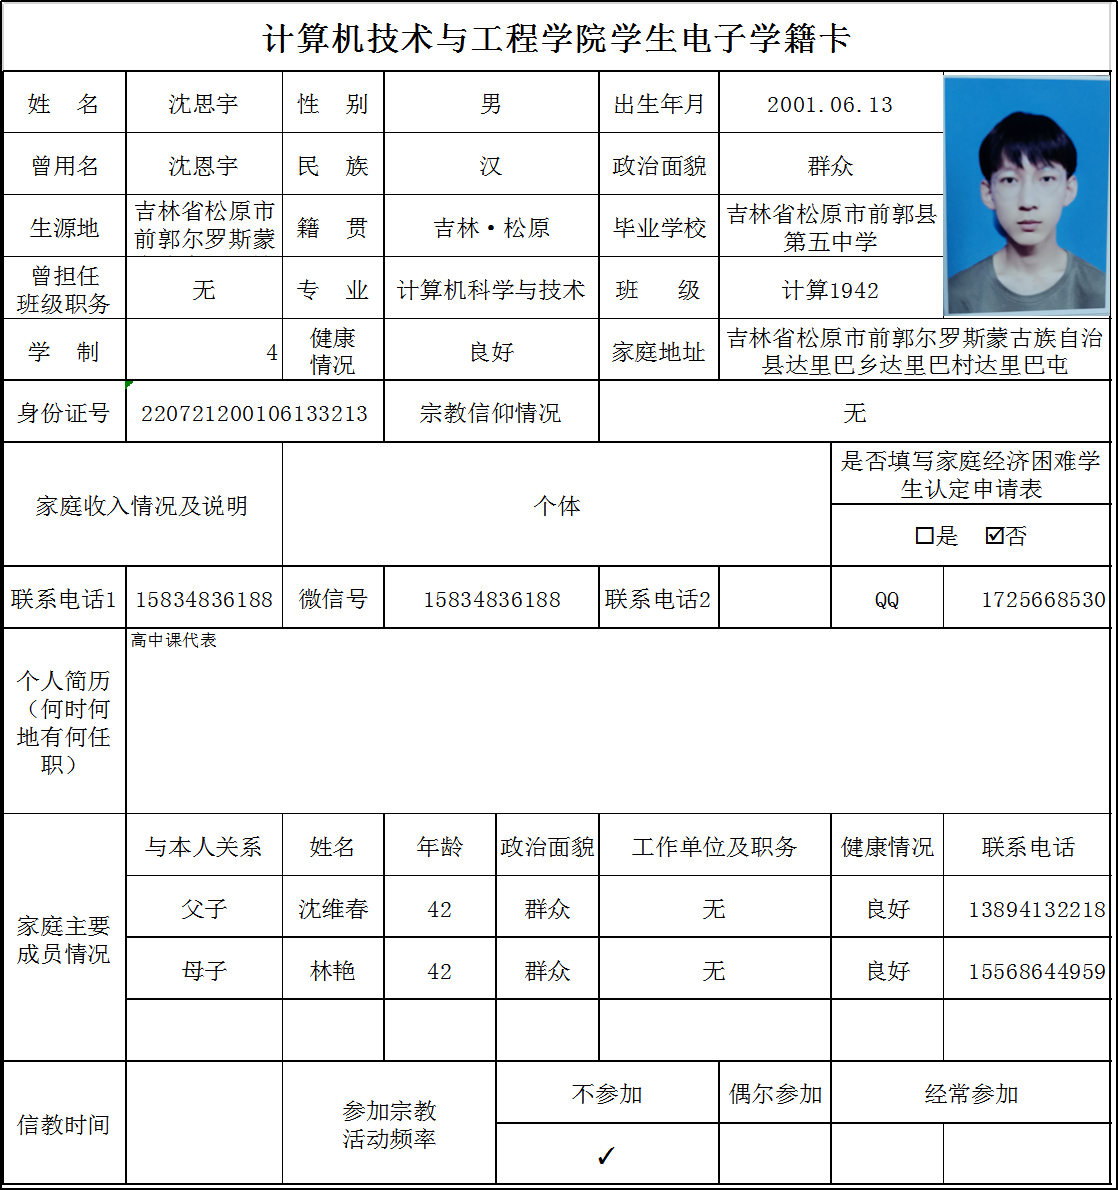 计算机技术与工程学院学生电子学籍卡
姓 名 沈思宇 性 别 男 出生年月 2001.06.13
曾用名 沈恩宇 民 族 汉 政治面貌 群众
生源地 吉林省松原市 籍 贯 吉林·松原 毕业学校 吉林省松原市前郭县
前郭尔罗斯蒙 第五中学
曾担任
班级职务 无 专 业 计算机科学与技术 班 级 计算1942
学 制 4 健康
情况 良好 家庭地址 吉林省松原市前郭尔罗斯蒙古族自治
县达里巴乡达里巴村达里巴屯
身份证号 220721200106133213 宗教信仰情况 无
家庭收入情况及说明 个体 是否填写家庭经济困难学
生认定申请表
☐是 ☑否
联系电话1 15834836188 微信号 15834836188 联系电话2 QQ 1725668530
个人简历
(何时何
地有何任
职) 高中课代表
家庭主要
成员情况
与本人关系 姓名 年龄 政治面貌 工作单位及职务 健康情况 联系电话
父子 沈维春 42 群众 无 良好 13894132218
母子 林艳 42 群众 无 良好 15568644959
信教时间 参加宗教
活动频率 不参加 偶尔参加 经常参加
✓